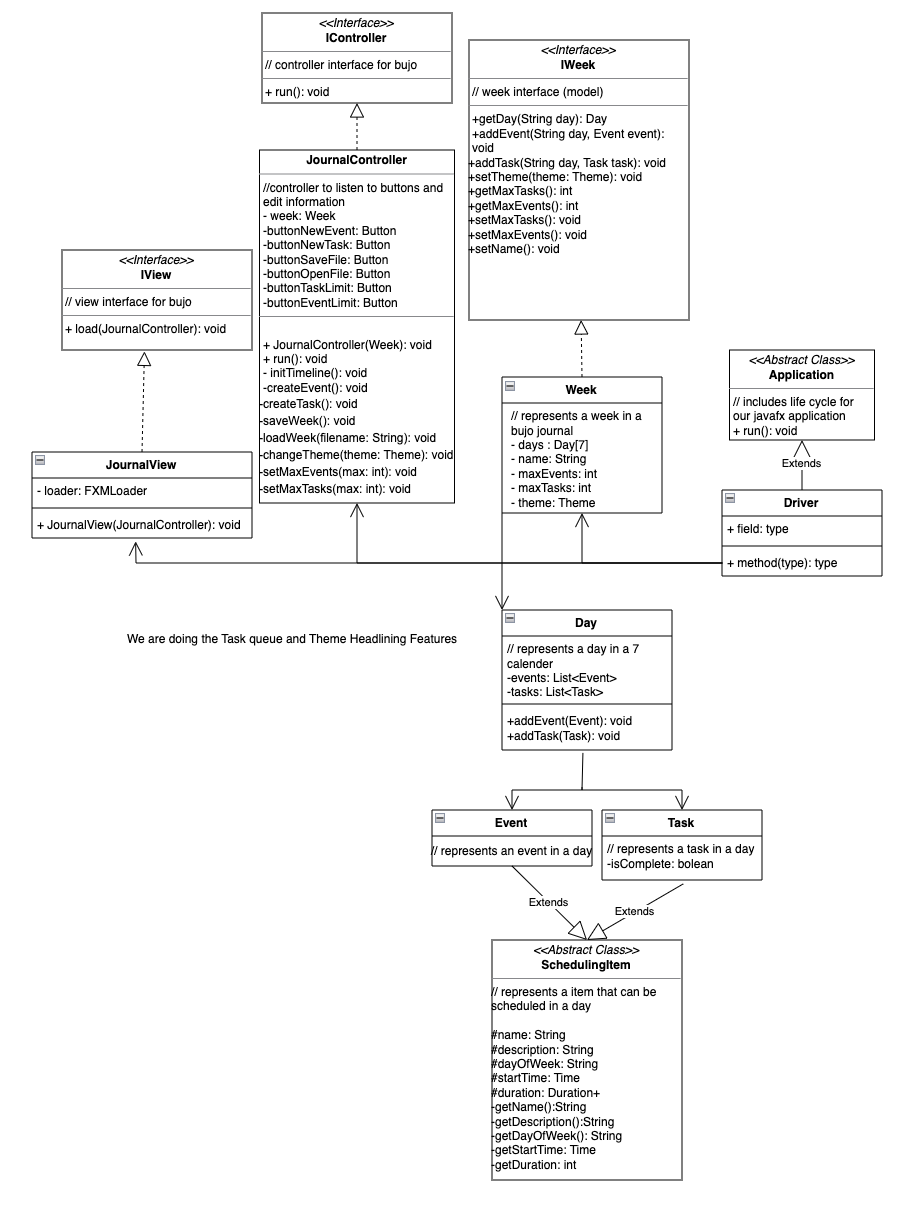 <<Interface>>
IController
// controller interface for bujo
+ run(): void
<<Interface>>
IWeek
// week interface (model)
+getDay(String day): Day
+addEvent(String day, Event event):
void
+addTask(String day, Task task): void
+setTheme(theme: Theme): void
+getMaxTasks(): int
+getMaxEvents(): int
+setMaxTasks(): void
+setMaxEvents(): void
+setName(): void
JournalController
//controller to listen to buttons and
edit information
- week: Week
-buttonNewEvent: Button
-buttonNewTask: Button
-buttonSaveFile: Button
-buttonOpenFile: Button
-buttonTaskLimit: Button
-buttonEventLimit: Button
+ JournalController(Week): void
+ run(): void
- initTimeline(): void
-createEvent(): void
-createTask(): void
-saveWeek(): void
-loadWeek(filename: String): void
-changeTheme(theme: Theme): void
-setMaxEvents(max: int): void
-setMaxTasks(max: int): void
<<Interface>>
IView
// view interface for bujo
+ load(JournalController): void
JournalView
- loader: FXMLoader
+ JournalView(JournalController): void
Week
// represents a week in a
bujo journal
- days : Day[7]
- name: String
- maxEvents: int
- maxTasks: int
- theme: Theme
<<Abstract Class>>
Application
// includes life cycle for
our javafx application
+ run(): void
Extends
Driver
+ field: type
+ method(type): type
We are doing the Task queue and Theme Headlining Features
Day
// represents a day in a 7
calender
-events: List<Event>
-tasks: List<Task>
+addEvent(Event): void
+addTask(Task): void
Event
// represents an event in a day
Task
// represents a task in a day
-isComplete: bolean
Extends
Extends
<<Abstract Class>>
SchedulingItem
// represents a item that can be
scheduled in a day
#name: String
#description: String
#dayOfWeek: String
#startTime: Time
#duration: Duration+
-getName():String
-getDescription():String
-getDayOfWeek(): String
-getStartTime: Time
-getDuration: int